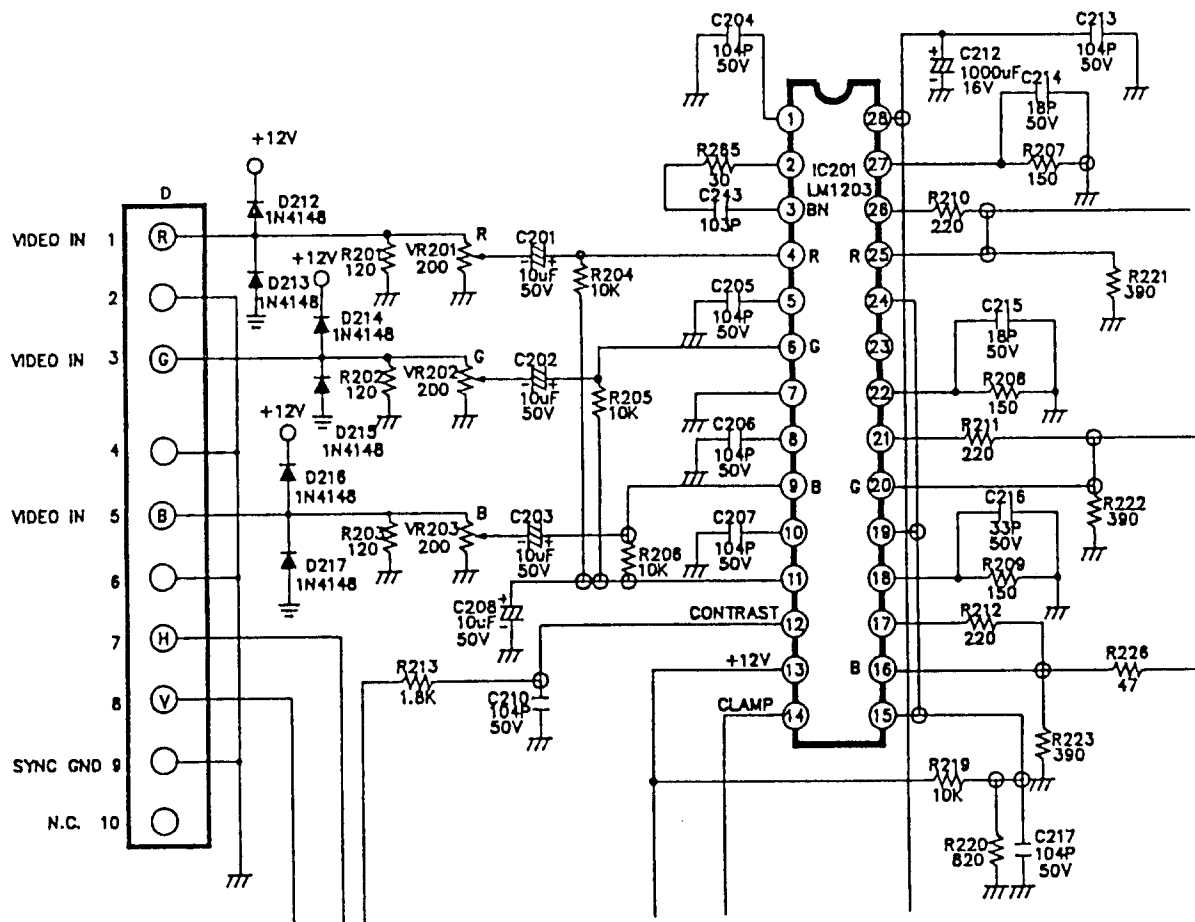 C204
104P
50V
C213
104P
50V
C212
1000uF
16V
C214
18P
50V
+12V
1
28
R265
30
2
IC201
LM1203
27
R207
150
D
D212
1N4148
C243
103P
3
BN
26
R210
220
VIDEO IN 1
R
+12V
R201
120
VR201
200
R
C201
10uF
50V
R204
10K
4
R
R
25
R221
390
D213
1N4148
2
C205
104P
50V
5
24
C215
18P
50V
D214
1N4148
VIDEO IN 3
G
R202
120
VR202
200
G
C202
10uF
50V
6
G
23
R205
10K
7
22
R208
150
+12V
D215
1N4148
4
C206
104P
50V
8
21
R211
220
D216
1N4148
9
B
G
20
R222
390
VIDEO IN 5
B
R203
120
VR203
200
B
C203
10uF
50V
R206
10K
C207
104P
50V
10
19
C216
33P
50V
D217
1N4148
6
11
18
R209
150
C208
10uF
50V
CONTRAST
12
17
R212
220
7
H
+12V
13
B
16
R226
47
R213
1.8K
C210
104P
50V
8
V
CLAMP
14
15
R223
390
SYNC GND 9
R219
10K
N.C. 10
R220
820
C217
104P
50V